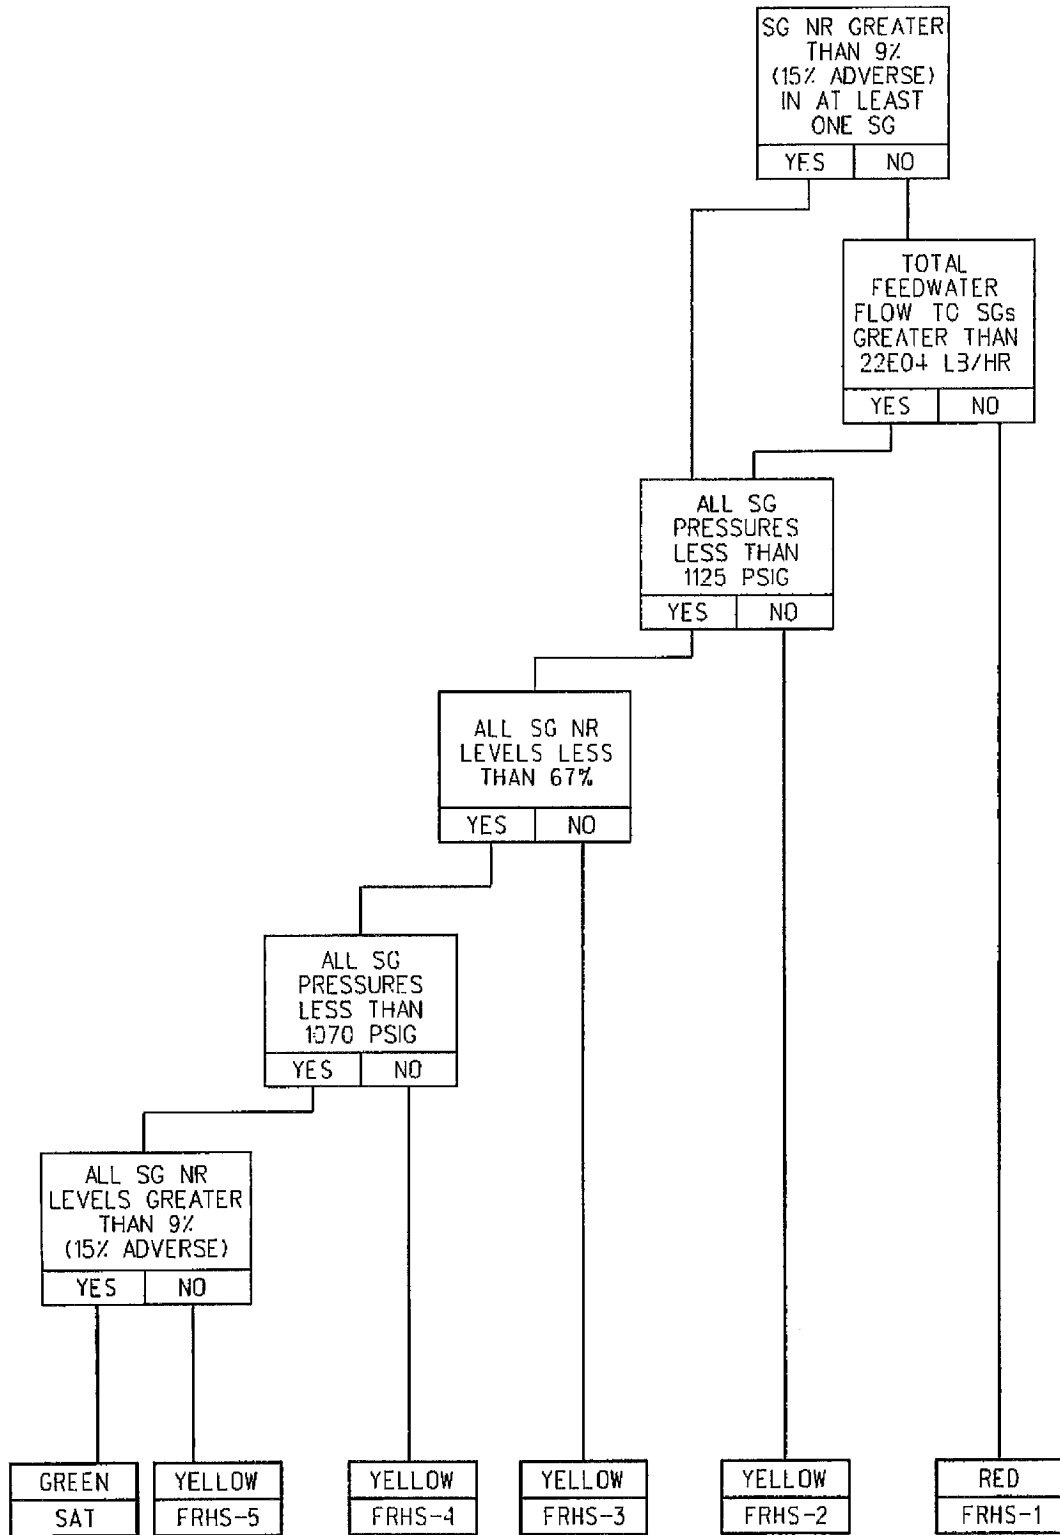 SG NR GREATER
THAN 9%
(15% ADVERSE)
IN AT LEAST
ONE SG
YES NO
TOTAL
FEEDWATER
FLOW TO SGs
GREATER THAN
22E04 LB/HR
YES NO
ALL SG
PRESSURES
LESS THAN
1125 PSIG
YES NO
ALL SG NR
LEVELS LESS
THAN 67%
YES NO
ALL SG
PRESSURES
LESS THAN
1070 PSIG
YES NO
ALL SG NR
LEVELS GREATER
THAN 9%
(15% ADVERSE)
YES NO
GREEN YELLOW YELLOW YELLOW YELLOW RED
SAT FRHS-5 FRHS-4 FRHS-3 FRHS-2 FRHS-1